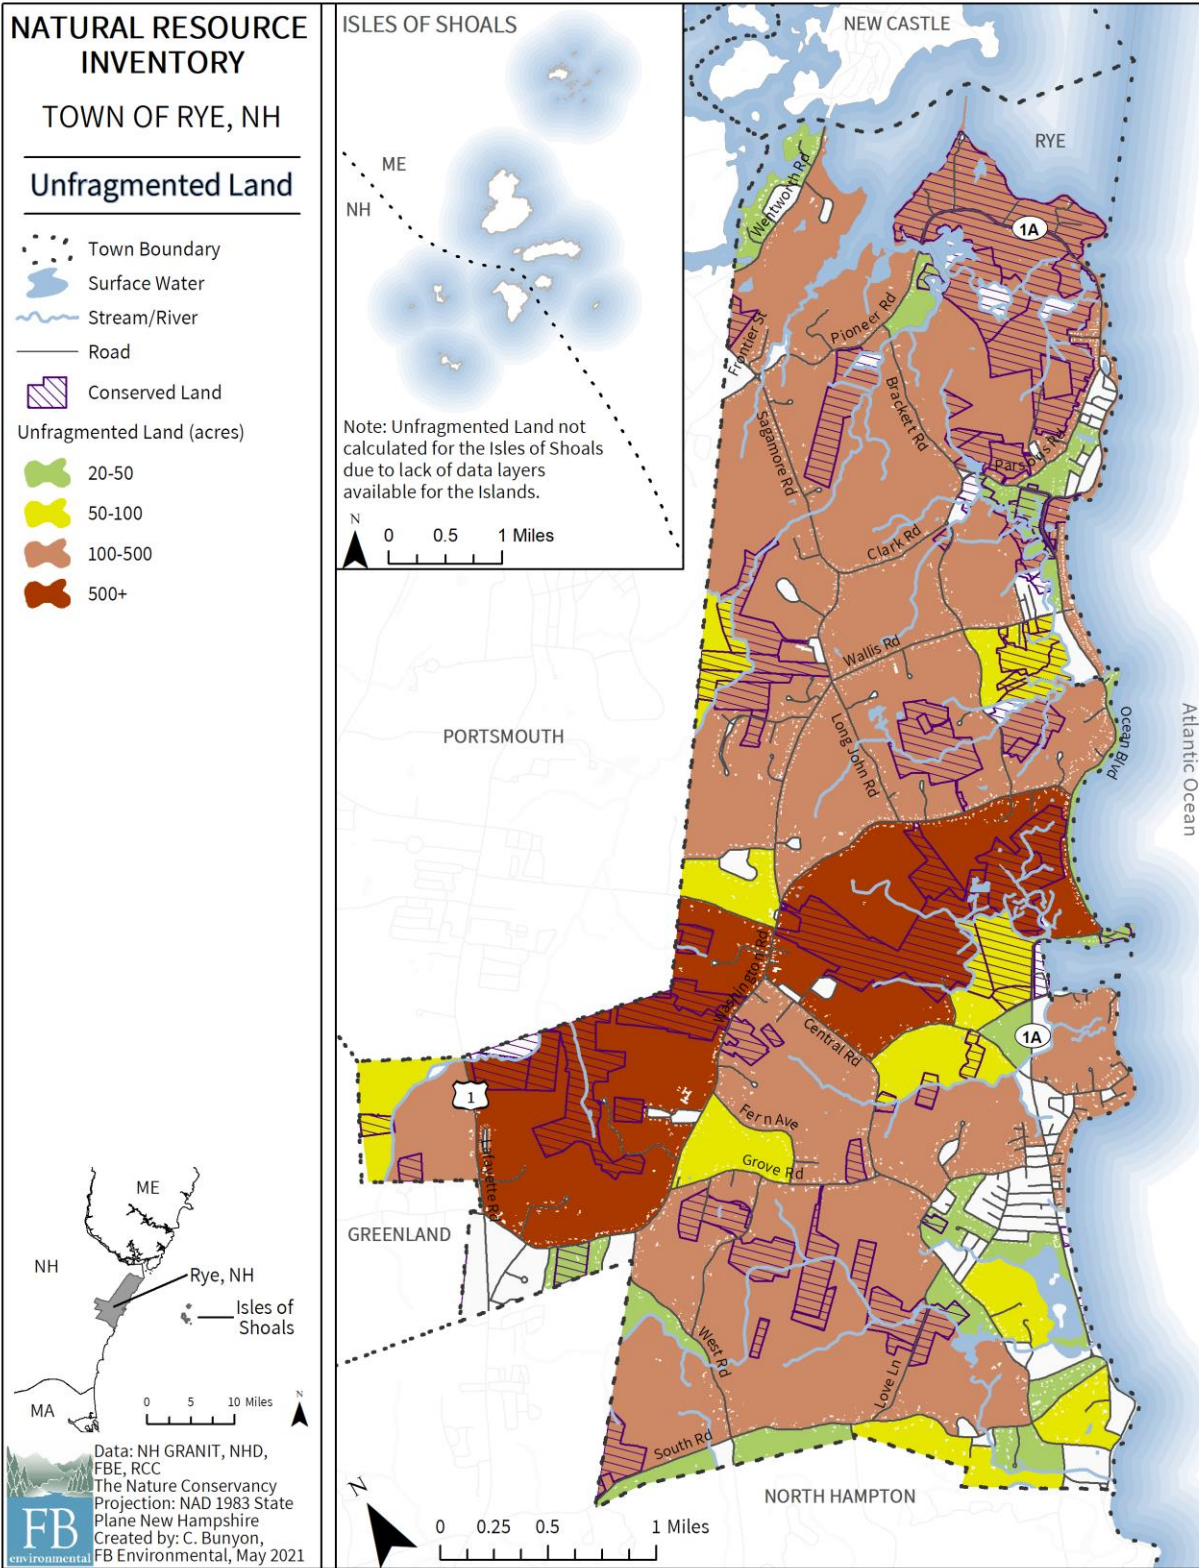 NATURAL RESOURCE
INVENTORY
TOWN OF RYE, NH
Unfragmented Land
Town Boundary
Surface Water
Stream/River
Road
Conserved Land
Unfragmented Land (acres)
20-50
50-100
100-500
500+
ME
NH
Rye, NH
Isles of
Shoals
MA
0 5 10 Miles
N
FB
environmental
Data: NH GRANIT, NHD,
FBE, RCC
The Nature Conservancy
Projection: NAD 1983 State
Plane New Hampshire
Created by: C. Bunyon,
FB Environmental, May 2021
ISLES OF SHOALS
ME
NH
Note: Unfragmented Land not
calculated for the Isles of Shoals
due to lack of data layers
available for the Islands.
N
0 0.5 1 Miles
NEW CASTLE
RYE
Wentworth Rd
1A
Pioneer Rd
Frontier St
Brackett Rd
Sagamore Rd
Parsons Rd
Clark Rd
Wallis Rd
Long John Rd
Ocean Blvd
Atlantic Ocean
PORTSMOUTH
Washington Rd
Central Rd
1A
1
Lafayette Rd
Fern Ave
Grove Rd
GREENLAND
West Rd
Love Ln
South Rd
NORTH HAMPTON
N
0 0.25 0.5 1 Miles